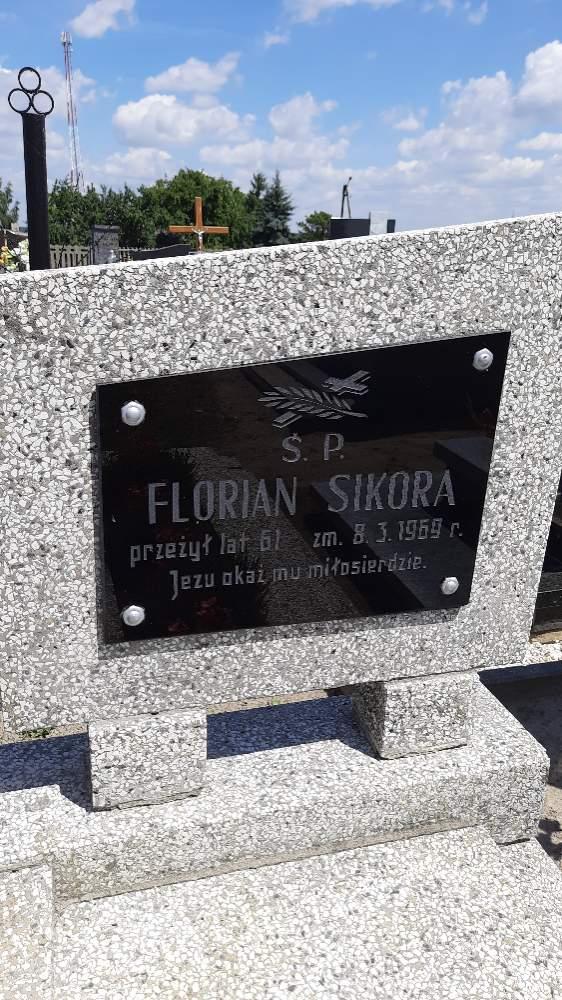 Ś. P.
FLORIAN SIKORA
przeżył lat 61 zm. 8.3.1969 r.
Jezu okaż mu miłosierdzie.